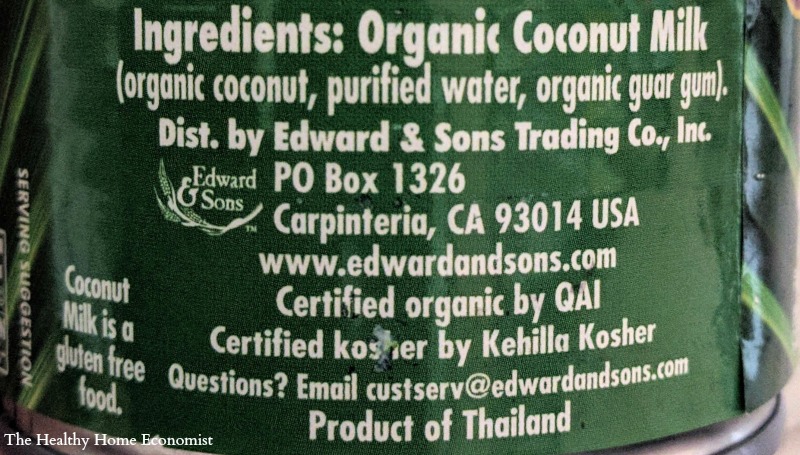 Ingredients: Organic Coconut Milk
(organic coconut, purified water, organic guar gum).
Dist. by Edward & Sons Trading Co., Inc.
Edward
& Sons
™
PO Box 1326
Carpinteria, CA 93014 USA
www.edwardandsons.com
Certified organic by QAI
Certified kosher by Kehilla Kosher
Questions? Email custserv@edwardandsons.com
Product of Thailand
Coconut
Milk is a
gluten free
food.
SERVING SUGGESTION
The Healthy Home Economist